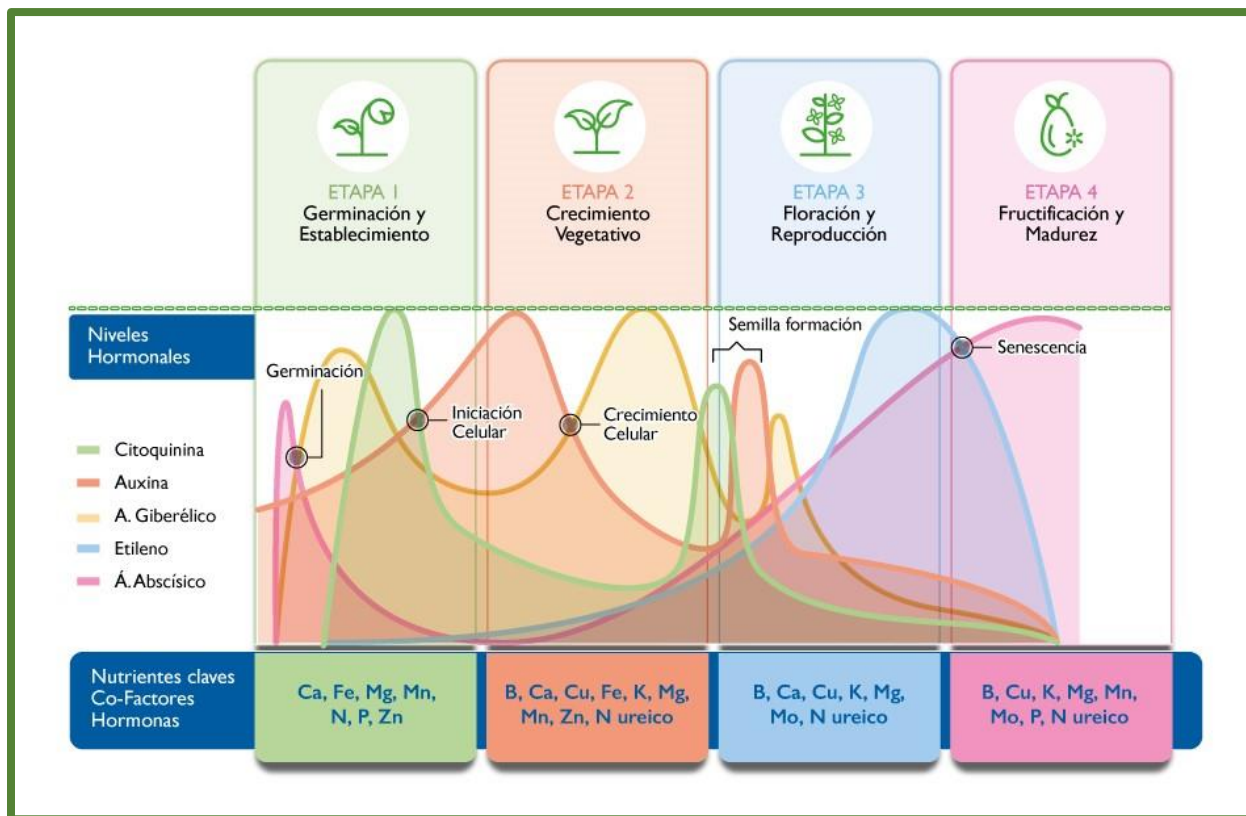 ETAPA 1
Germinación y
Establecimiento
ETAPA 2
Crecimiento
Vegetativo
ETAPA 3
Floración y
Reproducción
ETAPA 4
Fructificación y
Madurez
Niveles
Hormonales
Germinación
Iniciación
Celular
Crecimiento
Celular
Semilla formación
Senescencia
Citoquinina
Auxina
A. Giberélico
Etileno
Á. Abscísico
Nutrientes claves
Co-Factores
Hormonas
Ca, Fe, Mg, Mn,
N, P, Zn
B, Ca, Cu, Fe, K, Mg,
Mn, Zn, N ureico
B, Ca, Cu, K, Mg,
Mo, N ureico
B, Cu, K, Mg, Mn,
Mo, P, N ureico